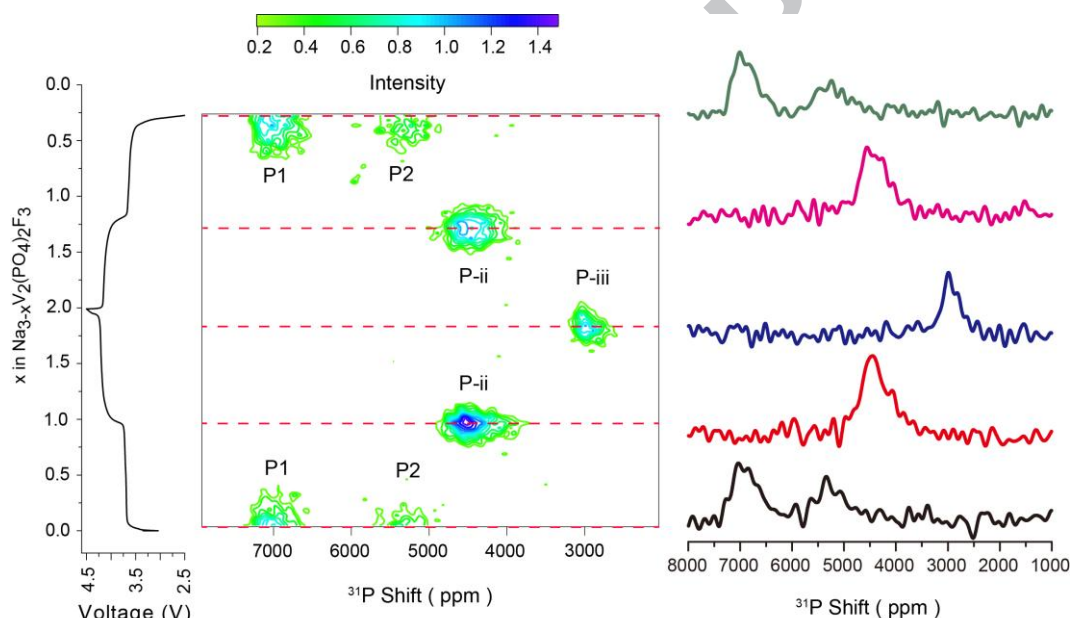 0.2 0.4 0.6 0.8 1.0 1.2 1.4
Intensity
0.0
0.5
1.0
1.5
2.0
1.5
1.0
0.5
0.0
x in Na3-xV2(PO4)2F3
4.5 3.5 2.5
Voltage (V)
P1 P2
P-ii
P-iii
P-ii
P1 P2
7000 6000 5000 4000 3000
31P Shift ( ppm )
8000 7000 6000 5000 4000 3000 2000 1000
31P Shift ( ppm )